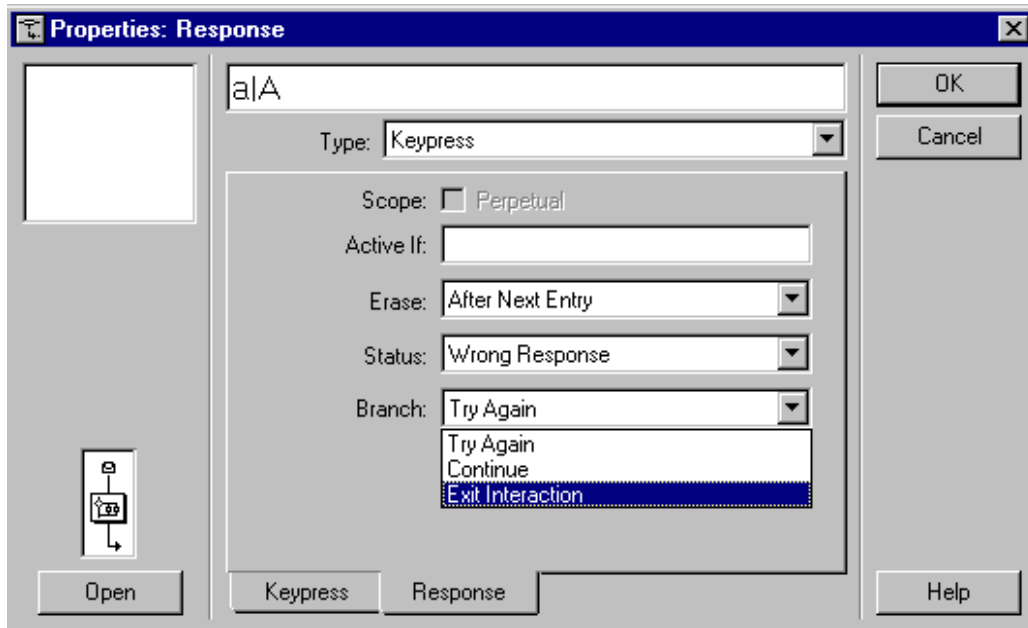 Properties: Response
a|A
OK
Type: Keypress
Cancel
Scope: Perpetual
Active If:
Erase: After Next Entry
Status: Wrong Response
Branch: Try Again
Try Again
Continue
Exit Interaction
Open
Keypress Response
Help